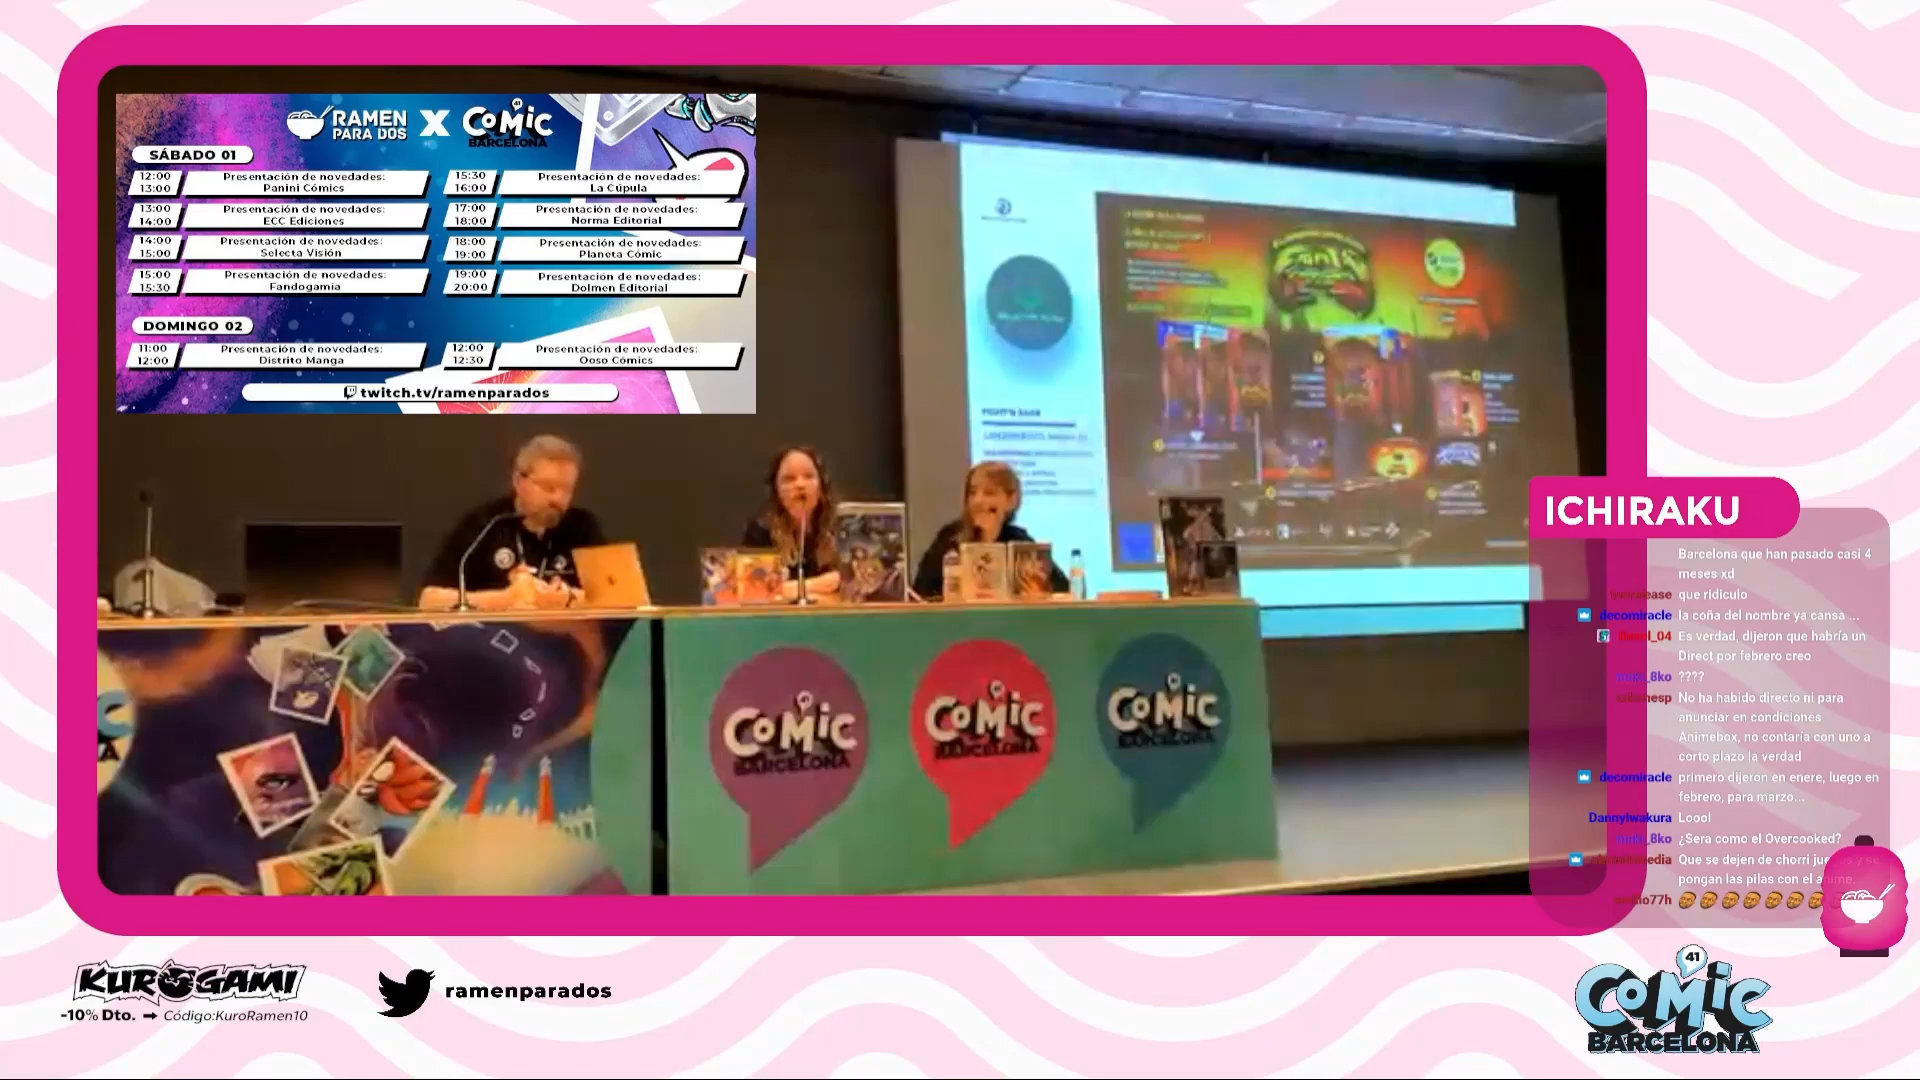 RAMEN
PARA DOS
X
41
COMIC
BARCELONA
SÁBADO 01
12:00
13:00
Presentación de novedades:
Panini Cómics
15:30
16:00
Presentación de novedades:
La Cúpula
13:00
14:00
Presentación de novedades:
ECC Ediciones
17:00
18:00
Presentación de novedades:
Norma Editorial
14:00
15:00
Presentación de novedades:
Selecta Visión
18:00
19:00
Presentación de novedades:
Planeta Cómic
15:00
15:30
Presentación de novedades:
Fandogamia
19:00
20:00
Presentación de novedades:
Dolmen Editorial
DOMINGO 02
11:00
12:00
Presentación de novedades:
Distrito Manga
12:00
12:30
Presentación de novedades:
Ooso Cómics
twitch.tv/ramenparados
COMIC
BARCELONA
COMIC
BARCELONA
COMIC
BARCELONA
ICHIRAKU
Barcelona que han pasado casi 4
meses xd
que ridiculo
decomiracle la coña del nombre ya cansa ...
Es verdad, dijeron que habría un
Direct por febrero creo
????
No ha habido directo ni para
anunciar en condiciones
Animebox, no contaría con uno a
corto plazo la verdad
decomiracle primero dijeron en enere, luego en
febrero, para marzo...
DannyIwakura Loool
¿Sera como el Overcooked?
Que se dejen de chorri
pongan las pilas con el anime.
KUROGAMI
-10% Dto. → Código:KuroRamen10
ramenparados
41
COMIC
BARCELONA